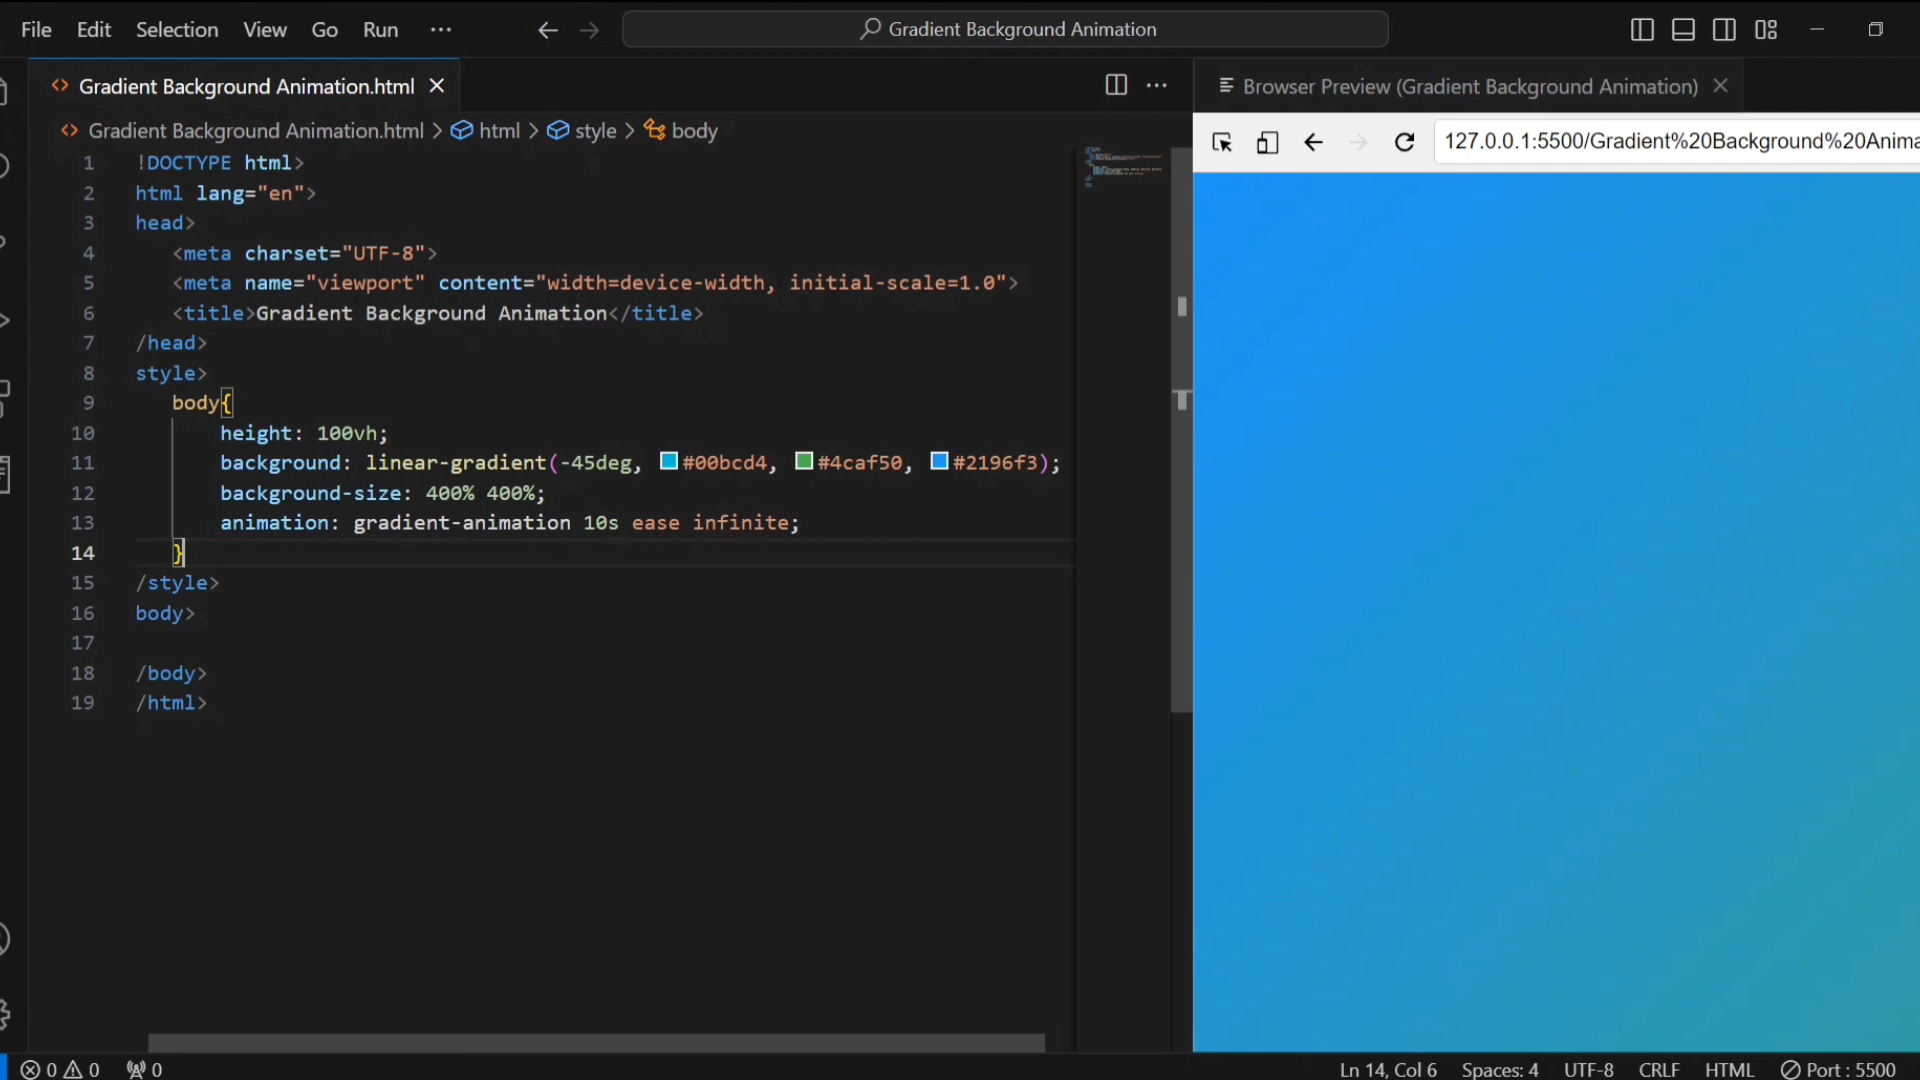 File Edit Selection View Go Run ··· Gradient Background Animation
Gradient Background Animation.html
Browser Preview (Gradient Background Animation)
Gradient Background Animation.html > html > style > body
127.0.0.1:5500/Gradient%20Background%20Anima
1 !DOCTYPE html>
2 html lang="en">
3 head>
4 <meta charset="UTF-8">
5 <meta name="viewport" content="width=device-width, initial-scale=1.0">
6 <title>Gradient Background Animation</title>
7 /head>
8 style>
9 body{
10 height: 100vh;
11 background: linear-gradient(-45deg, #00bcd4, #4caf50, #2196f3);
12 background-size: 400% 400%;
13 animation: gradient-animation 10s ease infinite;
14 }
15 /style>
16 body>
17
18 /body>
19 /html>
0 0 0 Ln 14, Col 6 Spaces: 4 UTF-8 CRLF HTML Port : 5500